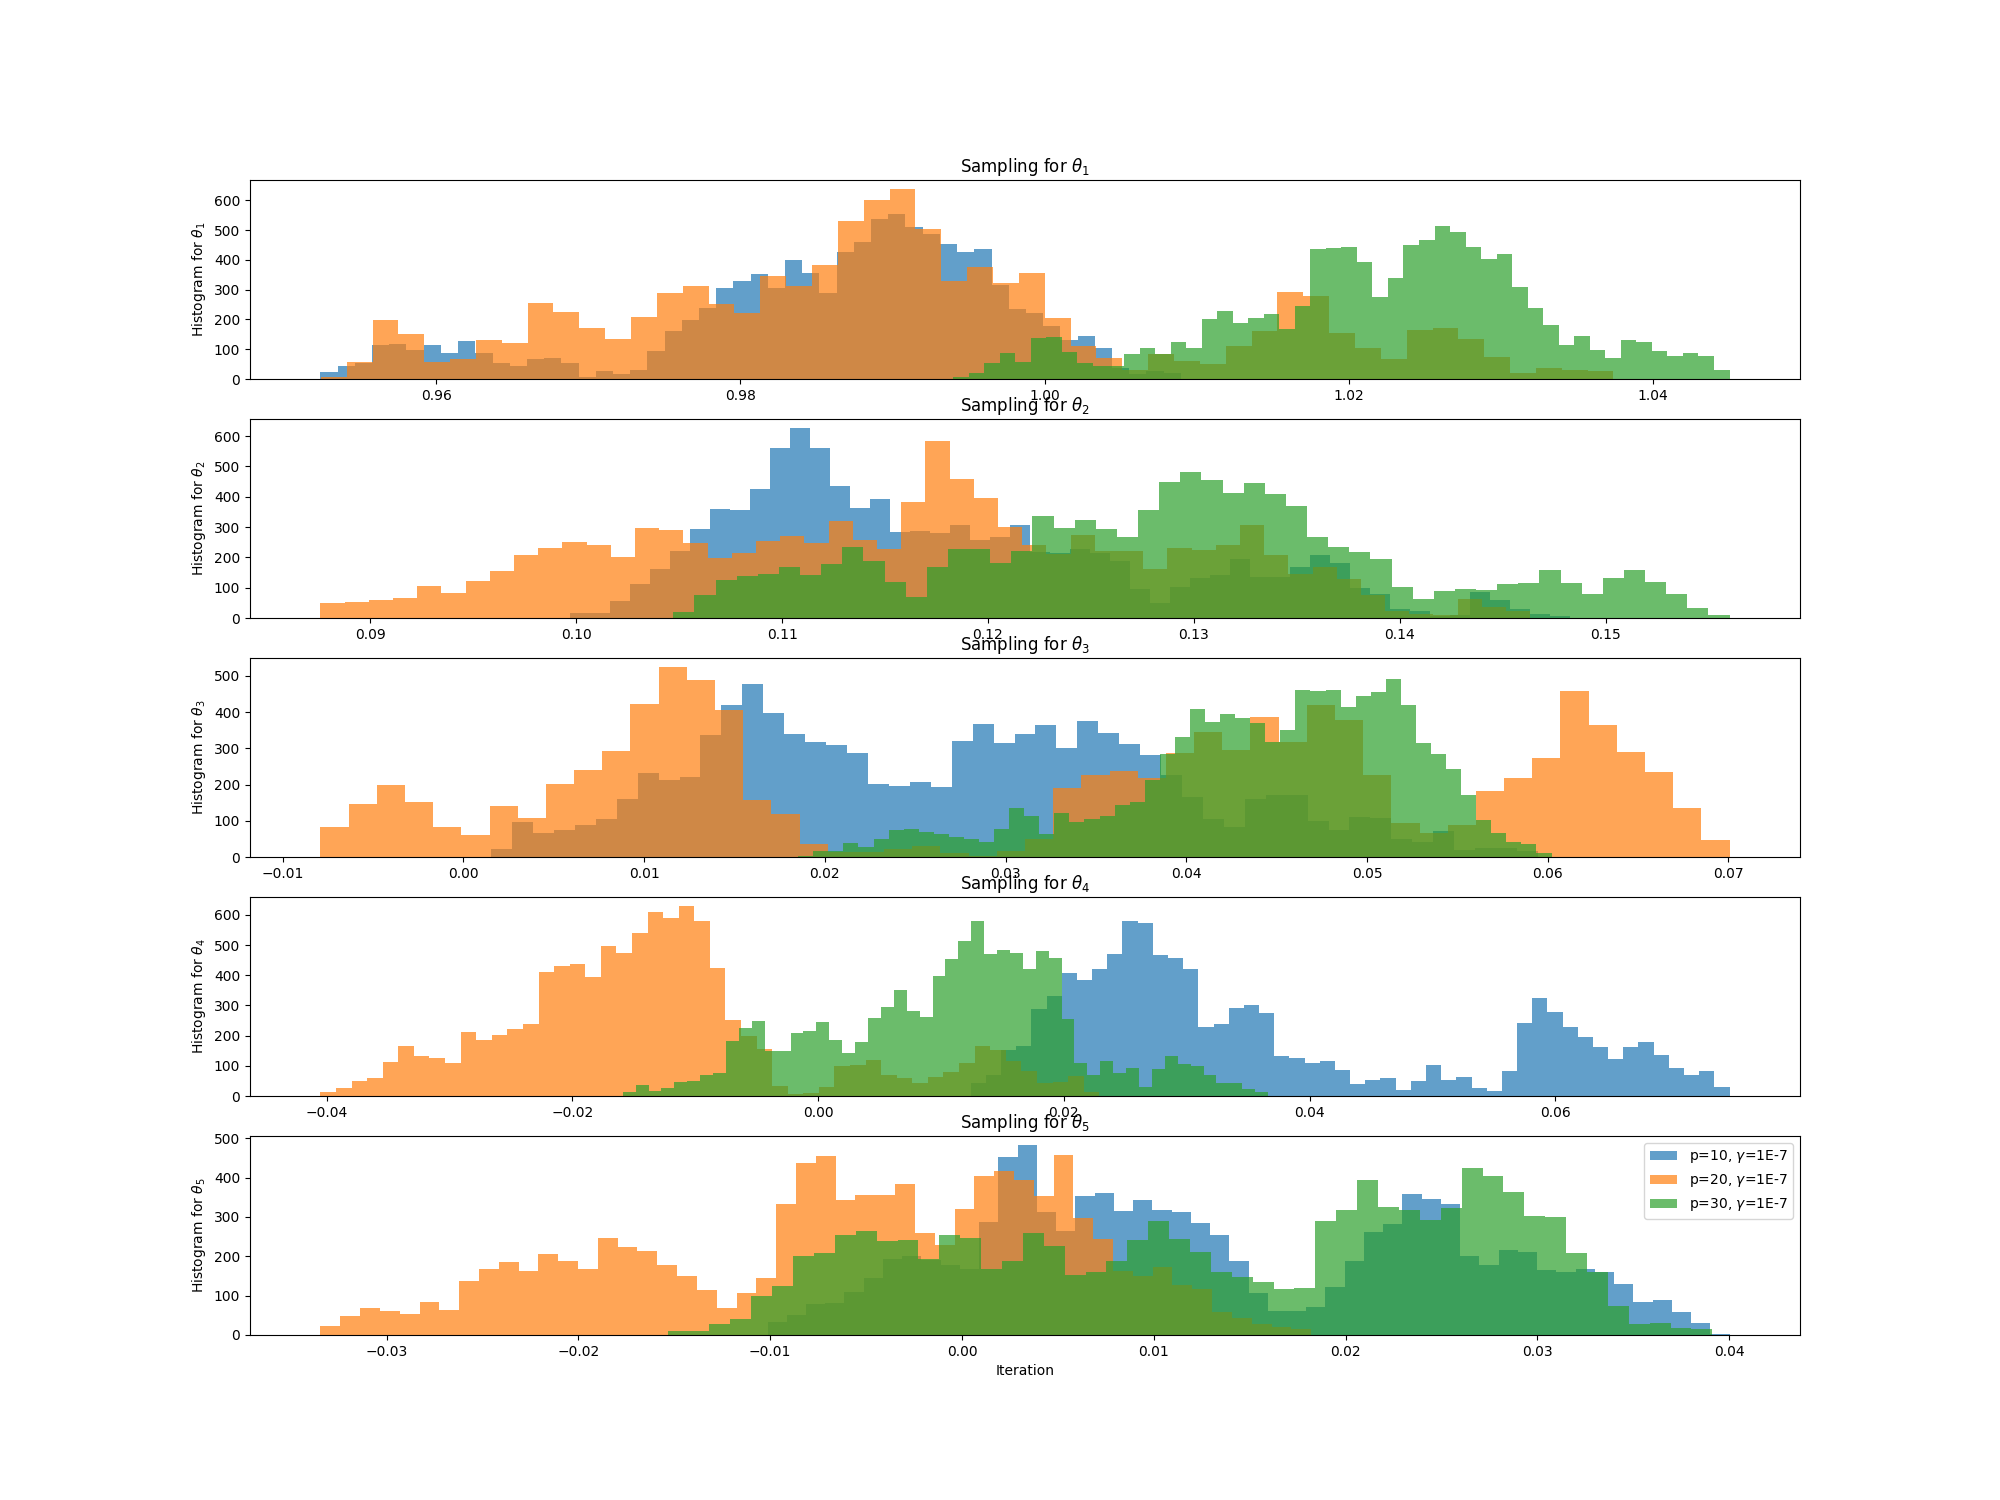 Sampling for θ1
Histogram for θ1
600
500
400
300
200
100
0
0.96 0.98 1.00 1.02 1.04
Sampling for θ2
Histogram for θ2
600
500
400
300
200
100
0
0.09 0.10 0.11 0.12 0.13 0.14 0.15
Sampling for θ3
Histogram for θ3
500
400
300
200
100
0
−0.01 0.00 0.01 0.02 0.03 0.04 0.05 0.06 0.07
Sampling for θ4
Histogram for θ4
600
500
400
300
200
100
0
−0.04 −0.02 0.00 0.02 0.04 0.06
Sampling for θ5
Histogram for θ5
500
400
300
200
100
0
p=10, γ=1E-7
p=20, γ=1E-7
p=30, γ=1E-7
−0.03 −0.02 −0.01 0.00 0.01 0.02 0.03 0.04
Iteration